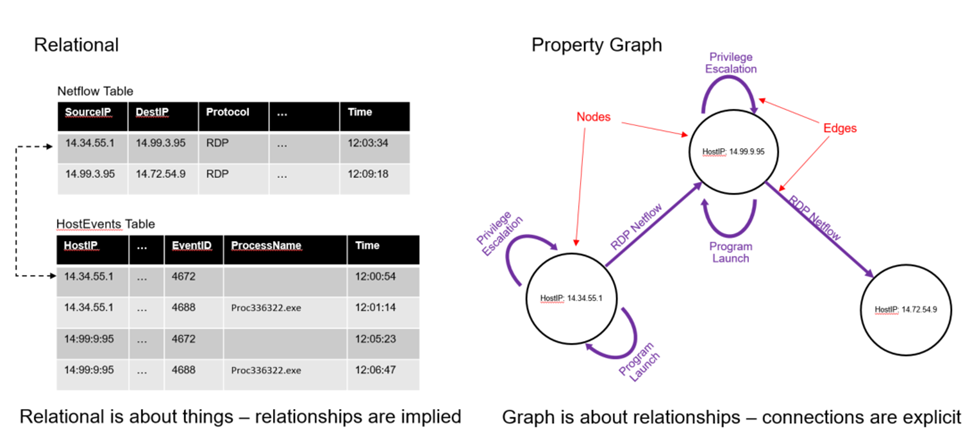 Relational
Netflow Table
SourceIP DestIP Protocol ... Time
14.34.55.1 14.99.3.95 RDP ... 12:03:34
14.99.3.95 14.72.54.9 RDP ... 12:09:18
HostEvents Table
HostIP ... EventID ProcessName Time
14.34.55.1 ... 4672 12:00:54
14.34.55.1 ... 4688 Proc336322.exe 12:01:14
14:99:9:95 ... 4672 12:05:23
14:99:9:95 ... 4688 Proc336322.exe 12:06:47
Relational is about things – relationships are implied
Property Graph
Privilege
Escalation
Nodes
Edges
HostIP: 14.99.9.95
RDP Netflow
RDP Netflow
Program
Launch
Privilege
Escalation
HostIP: 14.34.55.1
HostIP: 14.72.54.9
Program
Launch
Graph is about relationships – connections are explicit